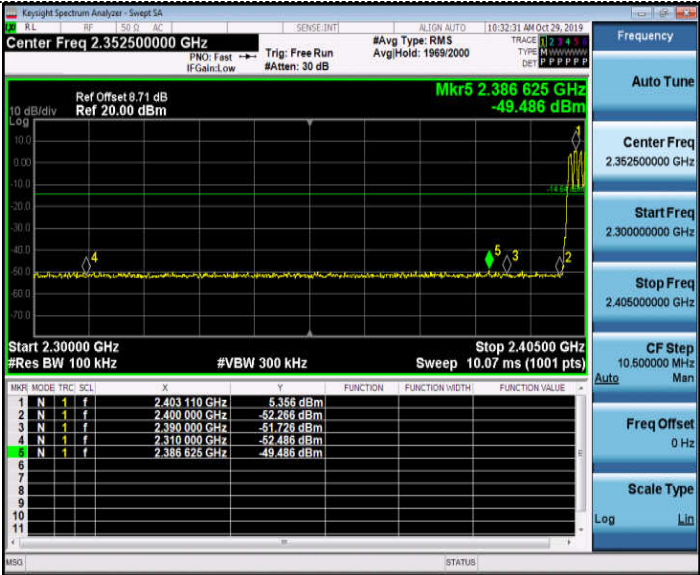 Keysight Spectrum Analyzer - Swept SA
RL RF 50 Ω AC SENSE:INT ALIGN AUTO 10:32:31 AM Oct 29, 2019
Center Freq 2.352500000 GHz
PNO: Fast
IFGain:Low
Trig: Free Run
#Atten: 30 dB
#Avg Type: RMS
Avg|Hold: 1969/2000
TRACE 1 2 3 4 5 6
TYPE M W W W W W
DET P P P P P P
Mkr5 2.386 625 GHz
-49.486 dBm
Ref Offset 8.71 dB
10 dB/div Ref 20.00 dBm
Log
10.0
0.00
-10.0
-20.0
-30.0
-40.0
-50.0
-60.0
-70.0
1
4
5
3
2
Start 2.30000 GHz Stop 2.40500 GHz
#Res BW 100 kHz #VBW 300 kHz Sweep 10.07 ms (1001 pts)
MKR MODE TRC SCL X Y FUNCTION FUNCTION WIDTH FUNCTION VALUE
1 N 1 f 2.403 110 GHz 5.356 dBm
2 N 1 f 2.400 000 GHz -52.266 dBm
3 N 1 f 2.390 000 GHz -51.726 dBm
4 N 1 f 2.310 000 GHz -52.486 dBm
5 N 1 f 2.386 625 GHz -49.486 dBm
6
7
8
9
10
11
MSG STATUS
Frequency
Auto Tune
Center Freq
2.352500000 GHz
Start Freq
2.300000000 GHz
Stop Freq
2.405000000 GHz
CF Step
10.500000 MHz
Auto Man
Freq Offset
0 Hz
Scale Type
Log Lin